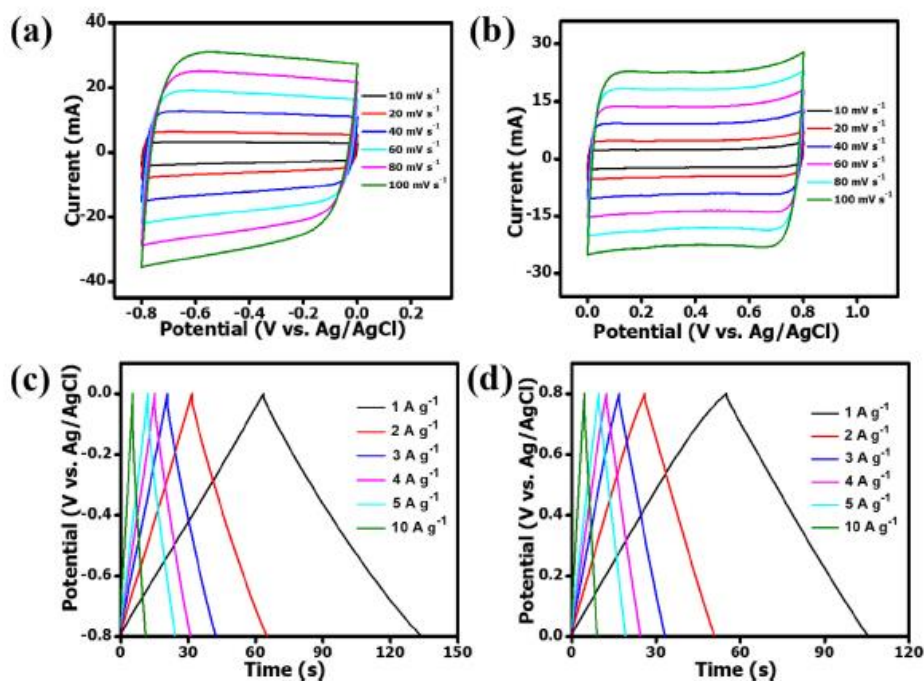 (a)
40
20
0
-20
-40
Current (mA)
10 mV s⁻¹
20 mV s⁻¹
40 mV s⁻¹
60 mV s⁻¹
80 mV s⁻¹
100 mV s⁻¹
-0.8 -0.6 -0.4 -0.2 0.0 0.2
Potential (V vs. Ag/AgCl)
(b)
30
15
0
-15
-30
Current (mA)
10 mV s⁻¹
20 mV s⁻¹
40 mV s⁻¹
60 mV s⁻¹
80 mV s⁻¹
100 mV s⁻¹
0.0 0.2 0.4 0.6 0.8 1.0
Potential (V vs. Ag/AgCl)
(c)
0.0
-0.2
-0.4
-0.6
-0.8
Potential (V vs. Ag/AgCl)
1 A g⁻¹
2 A g⁻¹
3 A g⁻¹
4 A g⁻¹
5 A g⁻¹
10 A g⁻¹
0 30 60 90 120 150
Time (s)
(d)
0.8
0.6
0.4
0.0
Potential (V vs. Ag/AgCl)
1 A g⁻¹
2 A g⁻¹
3 A g⁻¹
4 A g⁻¹
5 A g⁻¹
10 A g⁻¹
0 30 60 90 120
Time (s)